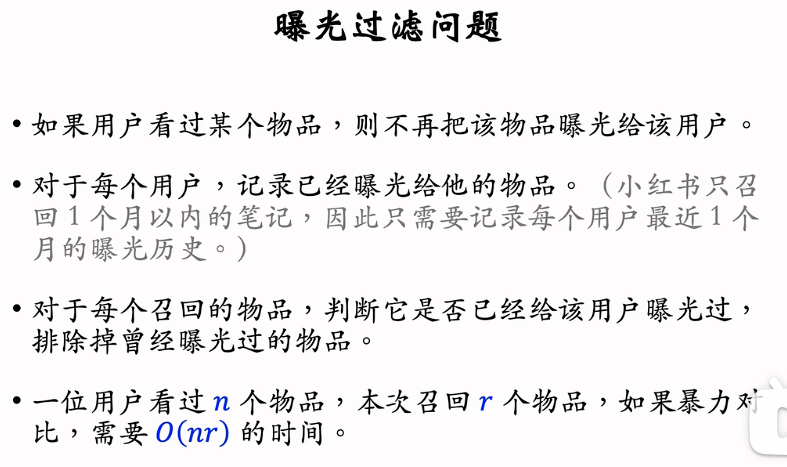 曝光过滤问题
• 如果用户看过某个物品，则不再把该物品曝光给该用户。
• 对于每个用户，记录已经曝光给他的物品。（小红书只召
回 1 个月以内的笔记，因此只需要记录每个用户最近 1 个
月的曝光历史。）
• 对于每个召回的物品，判断它是否已经给该用户曝光过，
排除掉曾经曝光过的物品。
• 一位用户看过 n 个物品，本次召回 r 个物品，如果暴力对
比，需要 O(nr) 的时间。